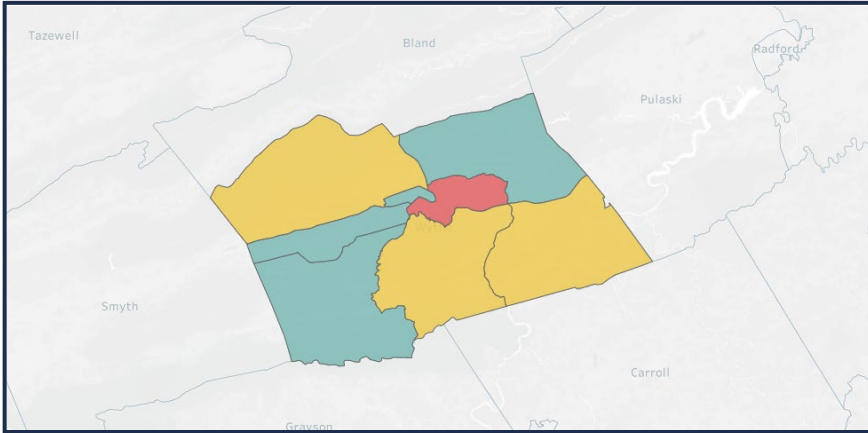 Tazewell
Bland
Radford
Pulaski
Smyth
Carroll
Grayson